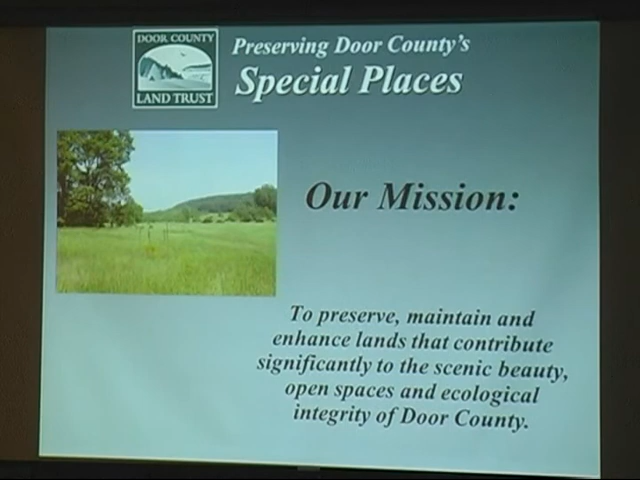 DOOR COUNTY
LAND TRUST
Preserving Door County's
Special Places
Our Mission:
To preserve, maintain and
enhance lands that contribute
significantly to the scenic beauty,
open spaces and ecological
integrity of Door County.